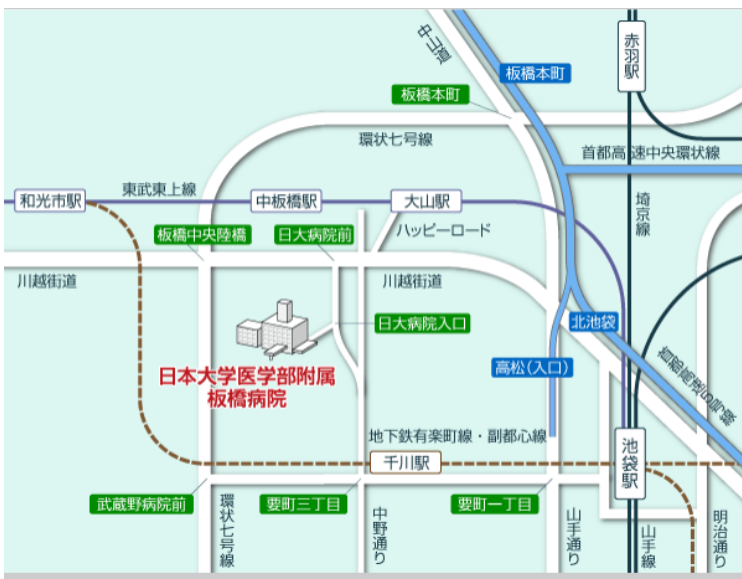 中山道
赤羽駅
板橋本町
板橋本町
環状七号線
首都高速中央環状線
東武東上線
和光市駅
中板橋駅
大山駅
埼京線
ハッピーロード
板橋中央陸橋
日大病院前
川越街道
川越街道
日大病院入口
北池袋
首都高速5号線
高松(入口)
日本大学医学部附属
板橋病院
地下鉄有楽町線・副都心線
千川駅
池袋駅
武蔵野病院前
要町三丁目
要町一丁目
環状七号線
中野通り
山手通り
山手線
明治通り